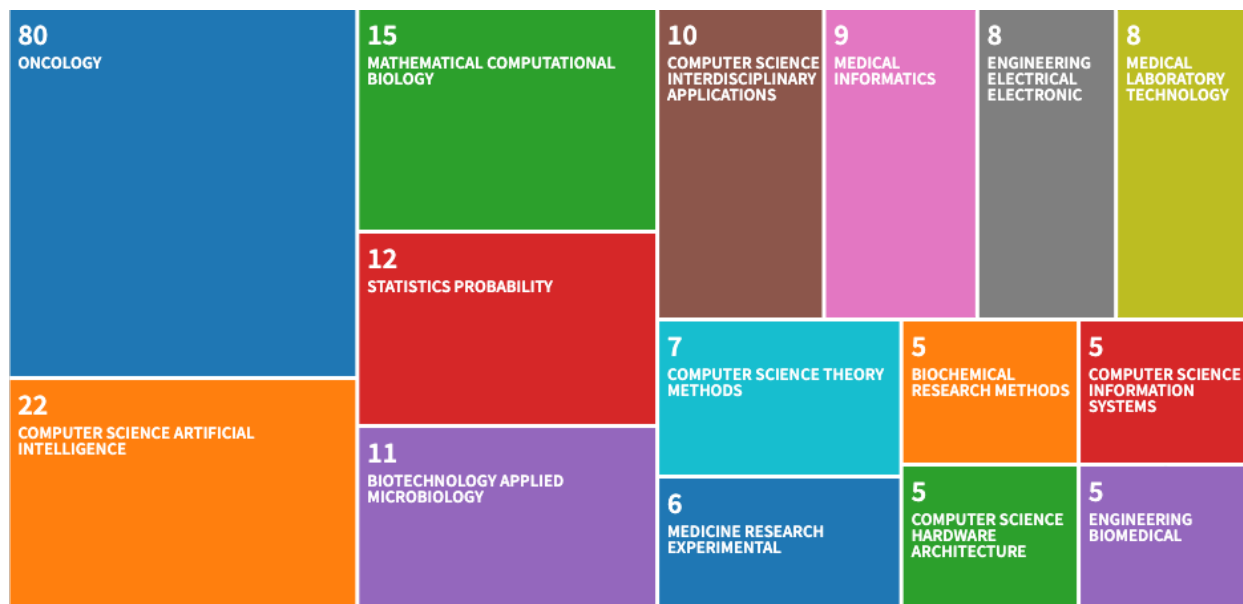 80
ONCOLOGY
22
COMPUTER SCIENCE ARTIFICIAL
INTELLIGENCE
15
MATHEMATICAL COMPUTATIONAL
BIOLOGY
12
STATISTICS PROBABILITY
11
BIOTECHNOLOGY APPLIED
MICROBIOLOGY
10
COMPUTER SCIENCE
INTERDISCIPLINARY
APPLICATIONS
9
MEDICAL
INFORMATICS
8
ENGINEERING
ELECTRICAL
ELECTRONIC
8
MEDICAL
LABORATORY
TECHNOLOGY
7
COMPUTER SCIENCE THEORY
METHODS
6
MEDICINE RESEARCH
EXPERIMENTAL
5
BIOCHEMICAL
RESEARCH METHODS
5
COMPUTER SCIENCE
INFORMATION
SYSTEMS
5
COMPUTER SCIENCE
HARDWARE
ARCHITECTURE
5
ENGINEERING
BIOMEDICAL